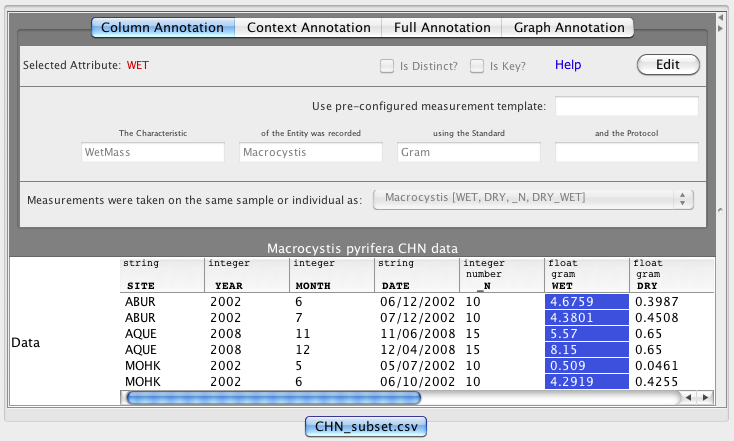 Column Annotation Context Annotation Full Annotation Graph Annotation
Selected Attribute: WET Is Distinct? Is Key? Help Edit
Use pre-configured measurement template:
The Characteristic of the Entity was recorded using the Standard and the Protocol
WetMass Macrocystis Gram
Measurements were taken on the same sample or individual as: Macrocystis [WET, DRY, _N, DRY_WET]
Macrocystis pyrifera CHN data
string integer integer string integer float float
number gram gram
SITE YEAR MONTH DATE _N WET DRY
ABUR 2002 6 06/12/2002 10 4.6759 0.3987
ABUR 2002 7 07/12/2002 10 4.3801 0.4508
AQUE 2008 11 11/06/2008 15 5.57 0.65
Data
AQUE 2008 12 12/04/2008 15 8.15 0.65
MOHK 2002 5 05/07/2002 10 0.509 0.0461
MOHK 2002 6 06/10/2002 10 4.2919 0.4255
CHN_subset.csv